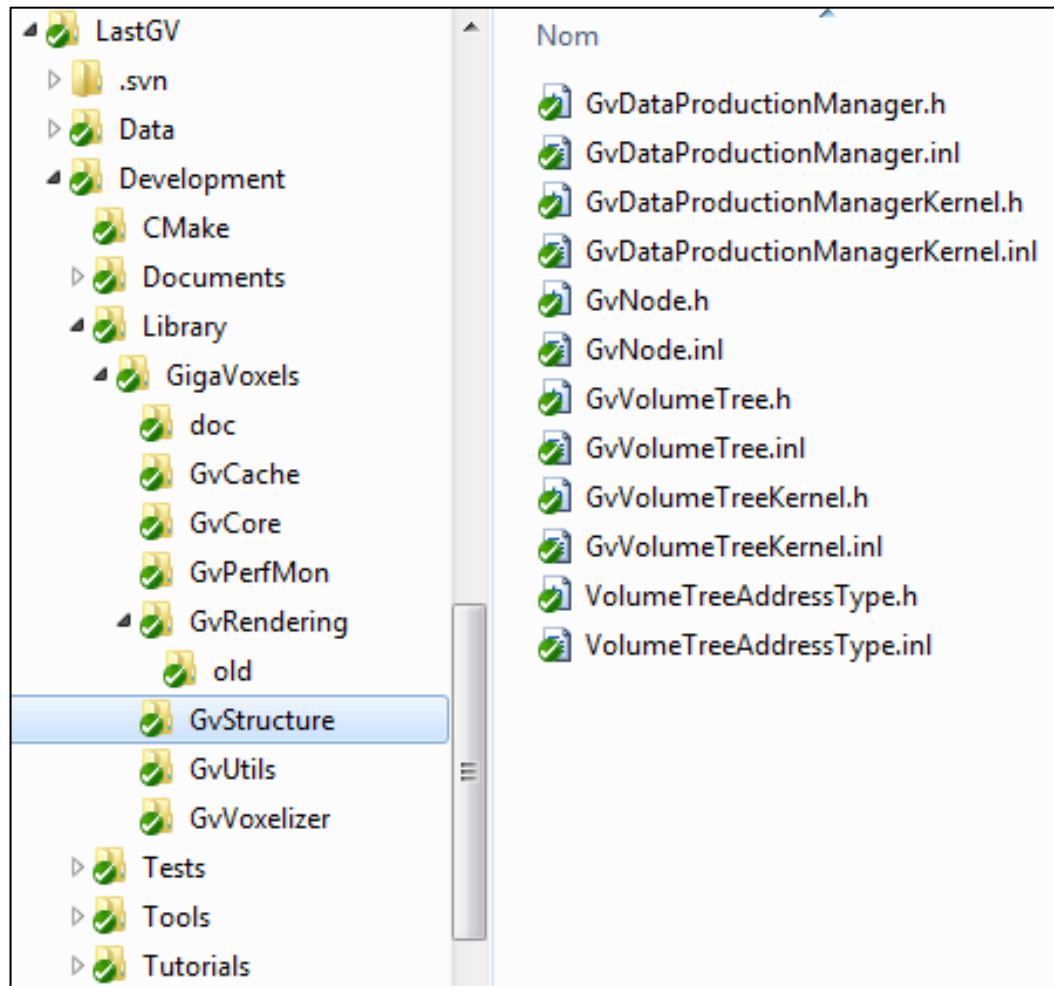 LastGV
.svn
Data
Development
CMake
Documents
Library
GigaVoxels
doc
GvCache
GvCore
GvPerfMon
GvRendering
old
GvStructure
GvUtils
GvVoxelizer
Tests
Tools
Tutorials
Nom
GvDataProductionManager.h
GvDataProductionManager.inl
GvDataProductionManagerKernel.h
GvDataProductionManagerKernel.inl
GvNode.h
GvNode.inl
GvVolumeTree.h
GvVolumeTree.inl
GvVolumeTreeKernel.h
GvVolumeTreeKernel.inl
VolumeTreeAddressType.h
VolumeTreeAddressType.inl